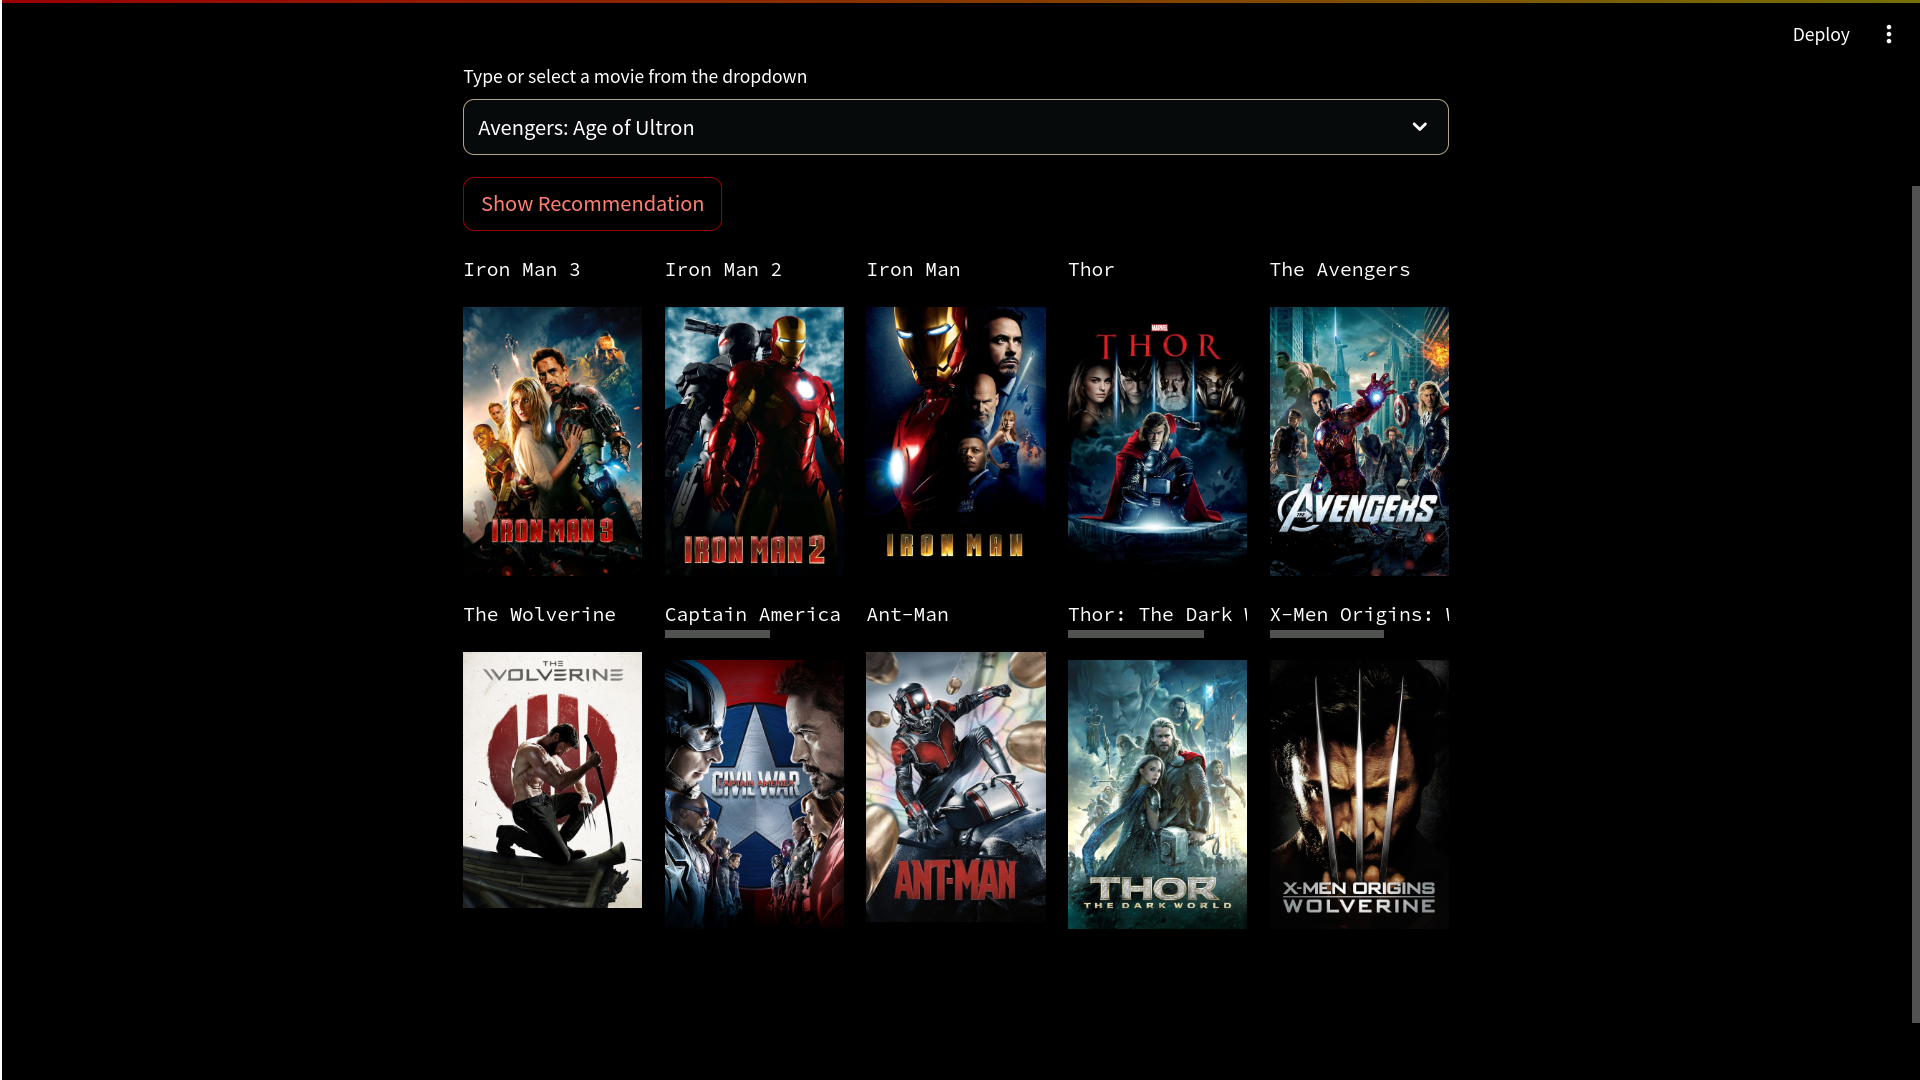 Deploy
Type or select a movie from the dropdown
Avengers: Age of Ultron
Show Recommendation
Iron Man 3
Iron Man 2
Iron Man
Thor
The Avengers
IRON MAN 3
IRON MAN 2
IRON MAN
MARVEL
THOR
THE AVENGERS
The Wolverine
Captain America
Ant-Man
Thor: The Dark
X-Men Origins:
THE
WOLVERINE
CAPTAIN AMERICA
CIVIL WAR
ANT-MAN
THOR
THE DARK WORLD
X-MEN ORIGINS
WOLVERINE